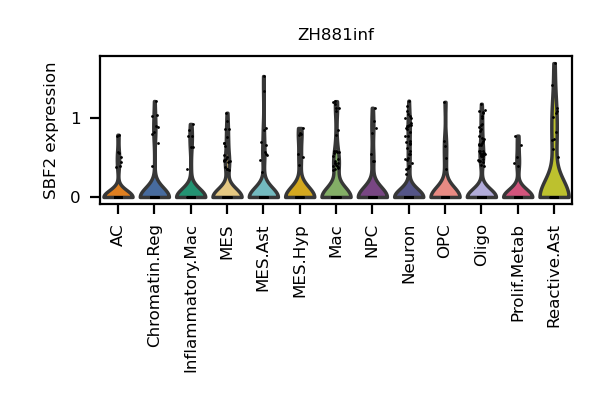 ZH881inf
SBF2 expression
1
0
AC
Chromatin.Reg
Inflammatory.Mac
MES
MES.Ast
MES.Hyp
Mac
NPC
Neuron
OPC
Oligo
Prolif.Metab
Reactive.Ast